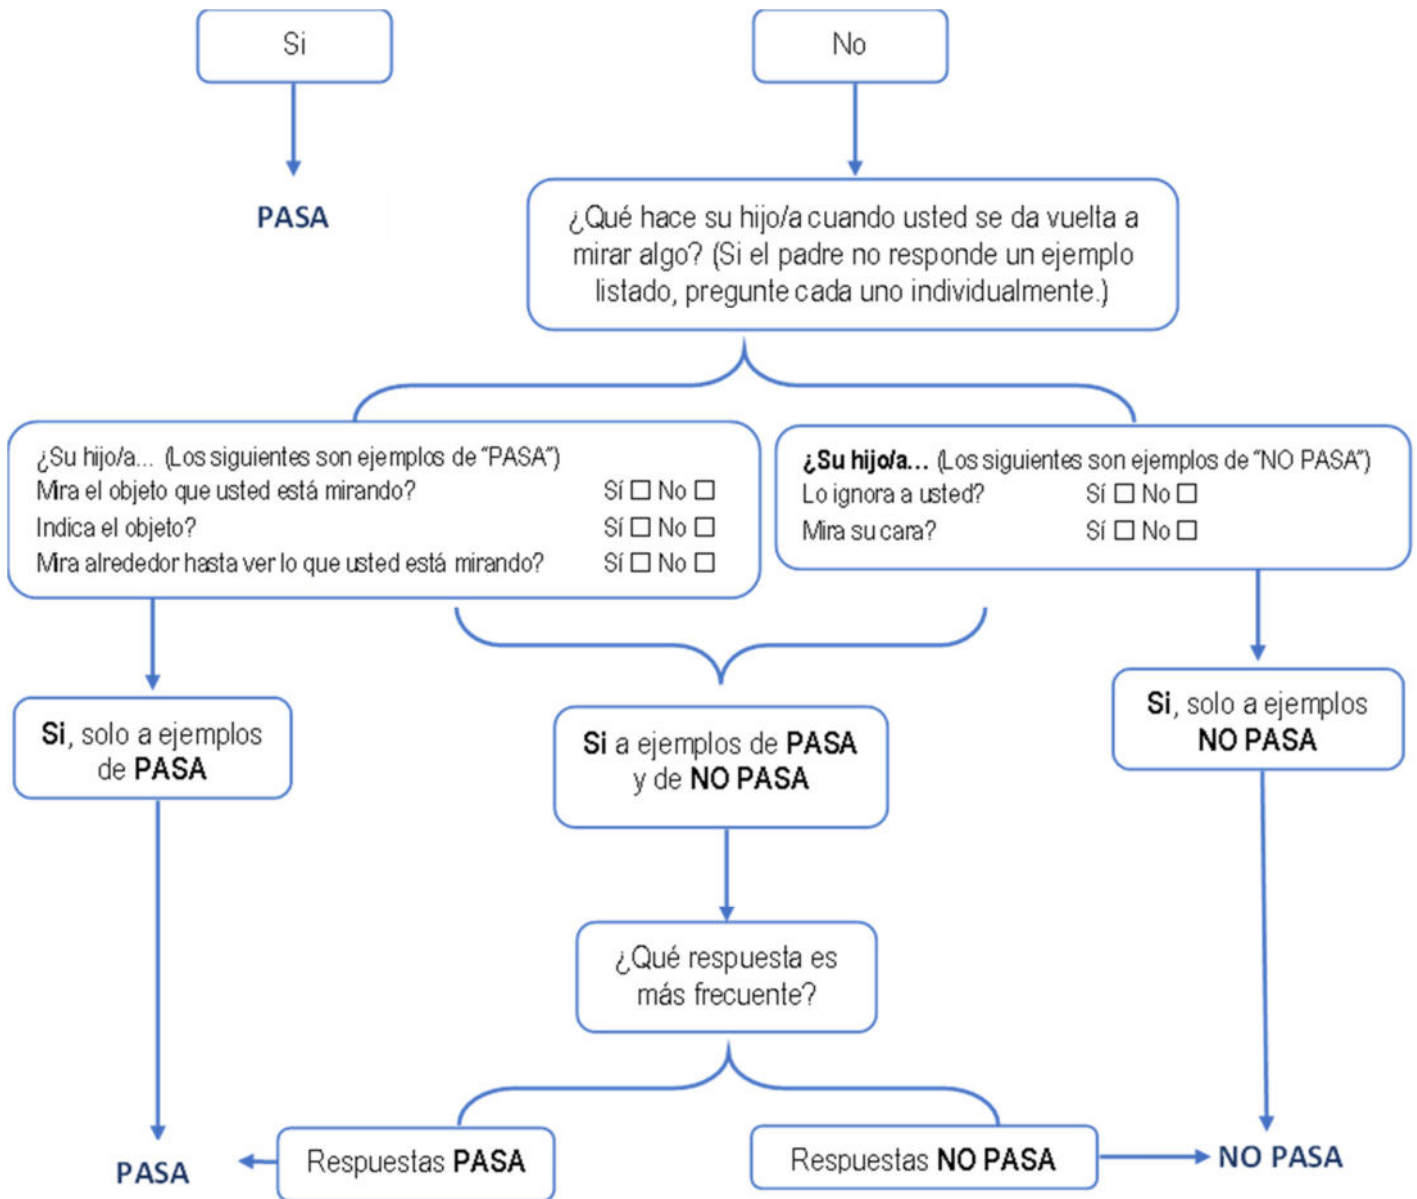 Si
No
PASA
¿Qué hace su hijo/a cuando usted se da vuelta a
mirar algo? (Si el padre no responde un ejemplo
listado, pregunte cada uno individualmente.)
¿Su hijo/a... (Los siguientes son ejemplos de "PASA")
Mira el objeto que usted está mirando? Sí ☐ No ☐
Indica el objeto? Sí ☐ No ☐
Mira alrededor hasta ver lo que usted está mirando? Sí ☐ No ☐
¿Su hijo/a... (Los siguientes son ejemplos de "NO PASA")
Lo ignora a usted? Sí ☐ No ☐
Mira su cara? Sí ☐ No ☐
Si, solo a ejemplos
de PASA
Si a ejemplos de PASA
y de NO PASA
Si, solo a ejemplos
NO PASA
¿Qué respuesta es
más frecuente?
PASA
Respuestas PASA
Respuestas NO PASA
NO PASA